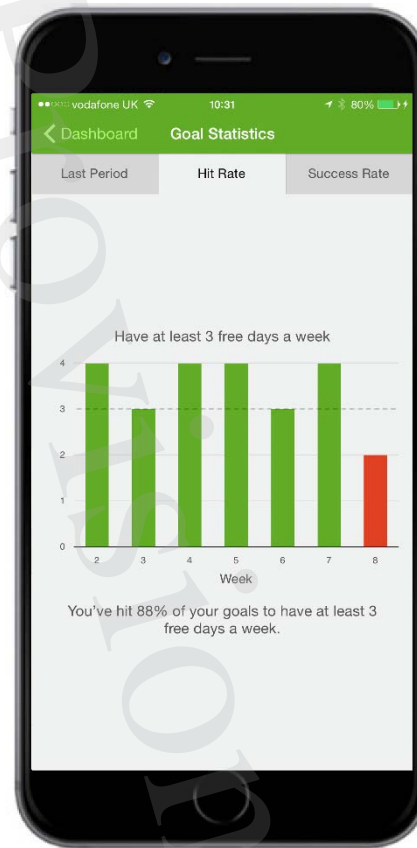 vodafone UK 10:31 80%
Dashboard Goal Statistics
Last Period Hit Rate Success Rate
Have at least 3 free days a week
4
3
2
1
0
2 3 4 5 6 7 8
Week
You've hit 88% of your goals to have at least 3
free days a week.
Provision